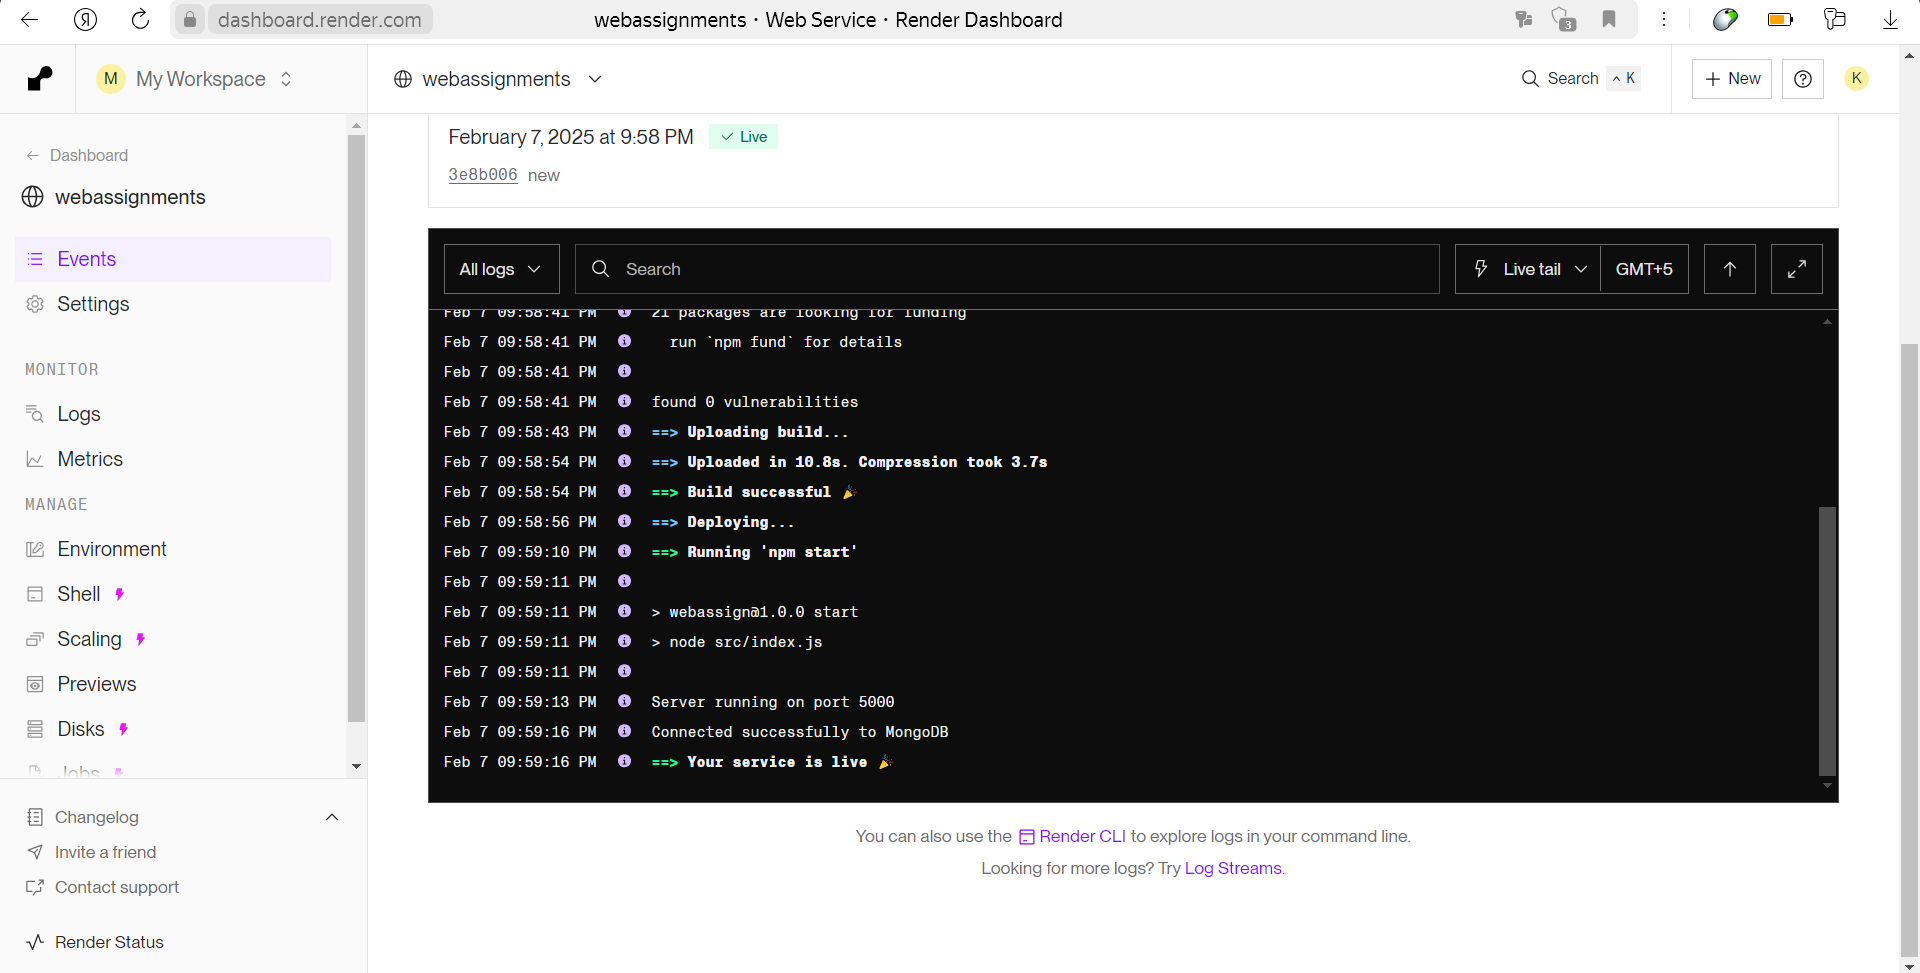 Я
dashboard.render.com
webassignments · Web Service · Render Dashboard
3
M My Workspace
webassignments
Search ^ K
New
K
Dashboard
webassignments
Events
Settings
MONITOR
Logs
Metrics
MANAGE
Environment
Shell
Scaling
Previews
Disks
Jobs
Changelog
Invite a friend
Contact support
Render Status
February 7, 2025 at 9:58 PM Live
3e8b006 new
All logs
Search
Live tail
GMT+5
Feb 7 09:58:41 PM 21 packages are looking for funding
Feb 7 09:58:41 PM run `npm fund` for details
Feb 7 09:58:41 PM
Feb 7 09:58:41 PM found 0 vulnerabilities
Feb 7 09:58:43 PM ==> Uploading build...
Feb 7 09:58:54 PM ==> Uploaded in 10.8s. Compression took 3.7s
Feb 7 09:58:54 PM ==> Build successful 🎉
Feb 7 09:58:56 PM ==> Deploying...
Feb 7 09:59:10 PM ==> Running 'npm start'
Feb 7 09:59:11 PM
Feb 7 09:59:11 PM > webassign@1.0.0 start
Feb 7 09:59:11 PM > node src/index.js
Feb 7 09:59:11 PM
Feb 7 09:59:13 PM Server running on port 5000
Feb 7 09:59:16 PM Connected successfully to MongoDB
Feb 7 09:59:16 PM ==> Your service is live 🎉
You can also use the Render CLI to explore logs in your command line.
Looking for more logs? Try Log Streams.